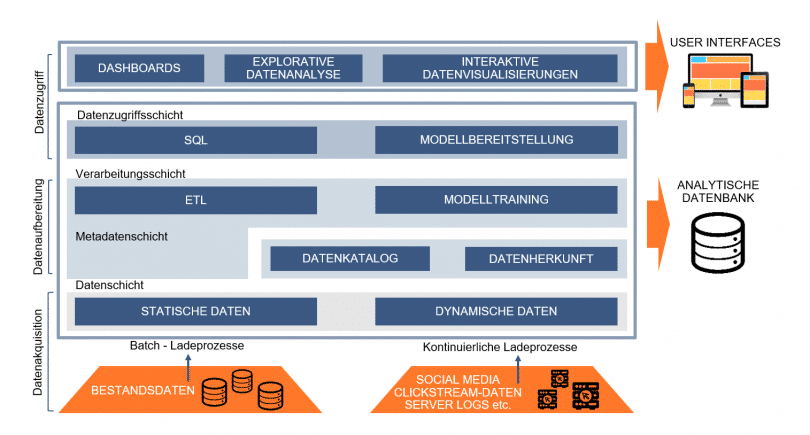 USER INTERFACES
DASHBOARDS
EXPLORATIVE
DATENANALYSE
INTERAKTIVE
DATENVISUALISIERUNGEN
Datenzugriff
Datenzugriffsschicht
SQL
MODELLBEREITSTELLUNG
Verarbeitungsschicht
ETL
MODELLTRAINING
ANALYTISCHE
DATENBANK
Datenaufbereitung
Metadatenschicht
DATENKATALOG
DATENHERKUNFT
Datenschicht
STATISCHE DATEN
DYNAMISCHE DATEN
Datenakquisition
Batch - Ladeprozesse
Kontinuierliche Ladeprozesse
BESTANDSDATEN
SOCIAL MEDIA
CLICKSTREAM-DATEN
SERVER LOGS etc.